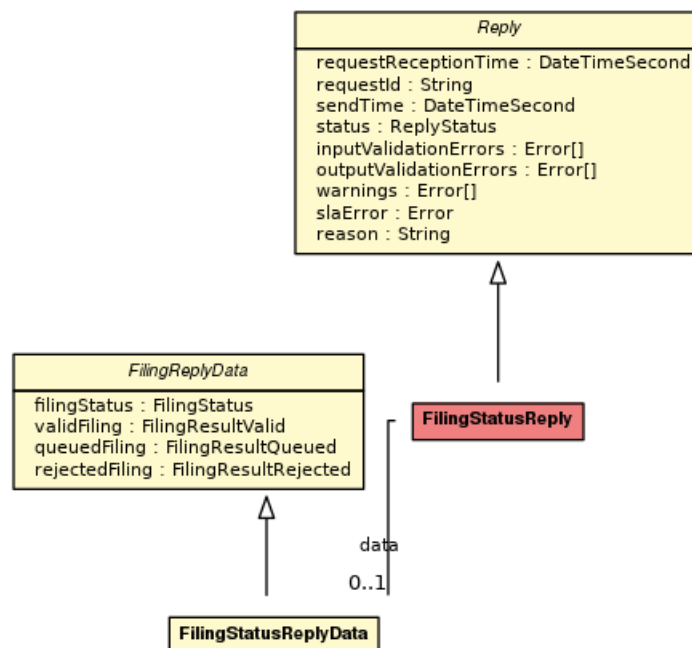 Reply
requestReceptionTime : DateTimeSecond
requestId : String
sendTime : DateTimeSecond
status : ReplyStatus
inputValidationErrors : Error[]
outputValidationErrors : Error[]
warnings : Error[]
slaError : Error
reason : String
FilingReplyData
filingStatus : FilingStatus
validFiling : FilingResultValid
queuedFiling : FilingResultQueued
rejectedFiling : FilingResultRejected
FilingStatusReply
data
0..1
FilingStatusReplyData